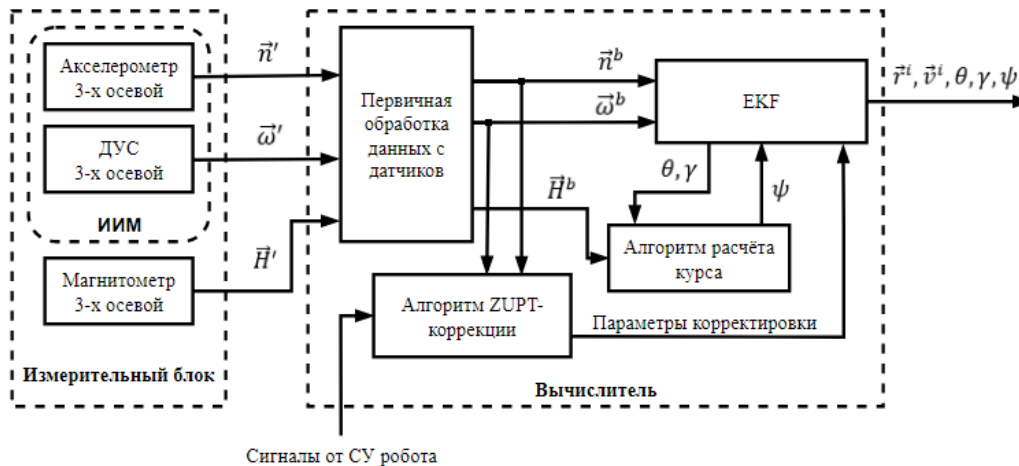 Акселерометр
3-х осевой
ДУС
3-х осевой
ИИМ
Магнитометр
3-х осевой
Измерительный блок
n⃗′
ω⃗′
H⃗′
Первичная
обработка
данных с
датчиков
n⃗ᵇ
ω⃗ᵇ
H⃗ᵇ
EKF
θ, γ
ψ
Алгоритм расчёта
курса
Алгоритм ZUPT-
коррекции
Параметры корректировки
Вычислитель
r⃗ⁱ, v⃗ⁱ, θ, γ, ψ
Сигналы от СУ робота